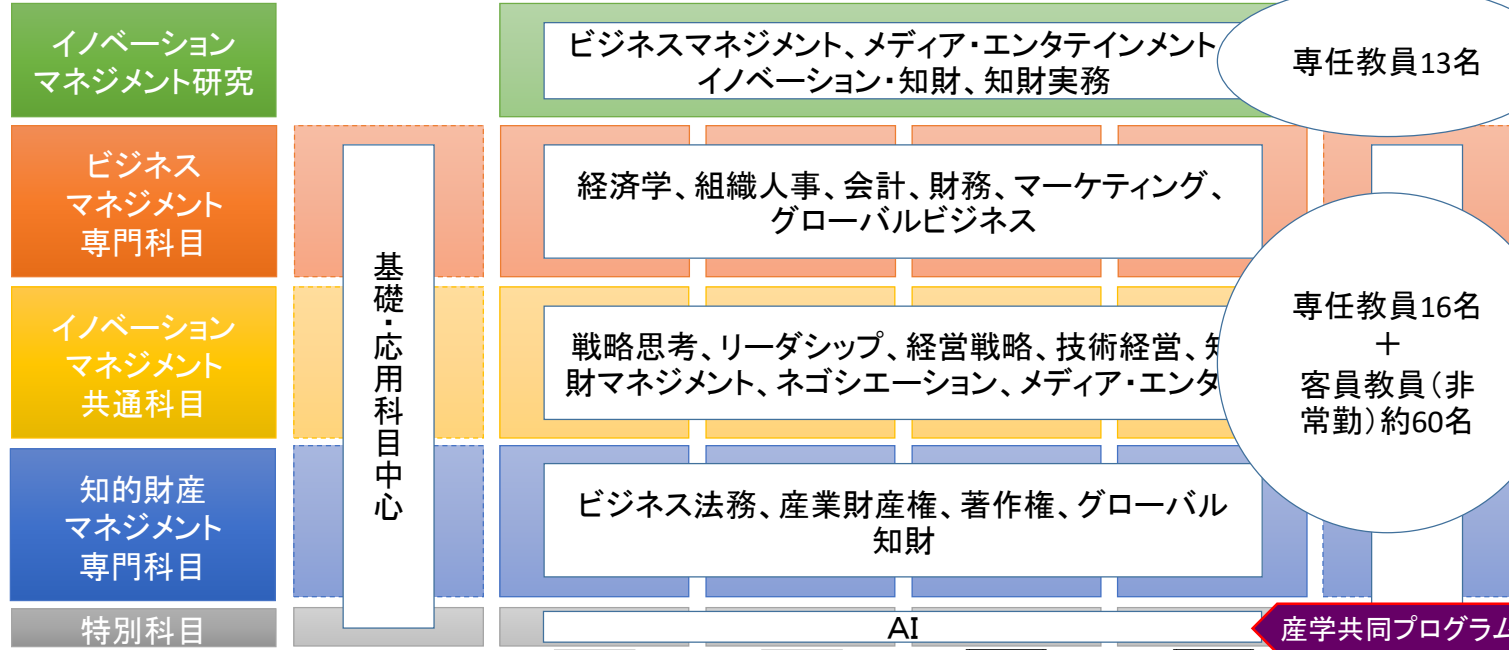 イノベーション
マネジメント研究
ビジネスマネジメント、メディア・エンタテインメント
イノベーション・知財、知財実務
専任教員13名
ビジネス
マネジメント
専門科目
経済学、組織人事、会計、財務、マーケティング、
グローバルビジネス
基礎・応用科目中心
イノベーション
マネジメント
共通科目
戦略思考、リーダシップ、経営戦略、技術経営、
財マネジメント、ネゴシエーション、メディア・エンタ
専任教員16名
＋
客員教員（非
常勤）約60名
知的財産
マネジメント
専門科目
ビジネス法務、産業財産権、著作権、グローバル
知財
特別科目
AI
産学共同プログラム